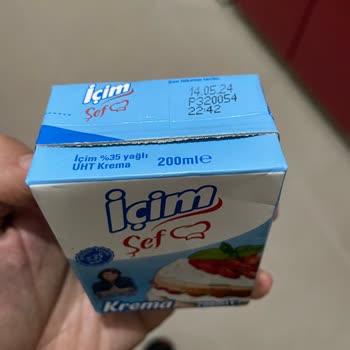 Son tüketim tarihi:
14.05.24
P320054
22:42
İçim
Şef
İçim %35 yağlı
UHT Krema
200ml℮
İçim
Şef
Krema